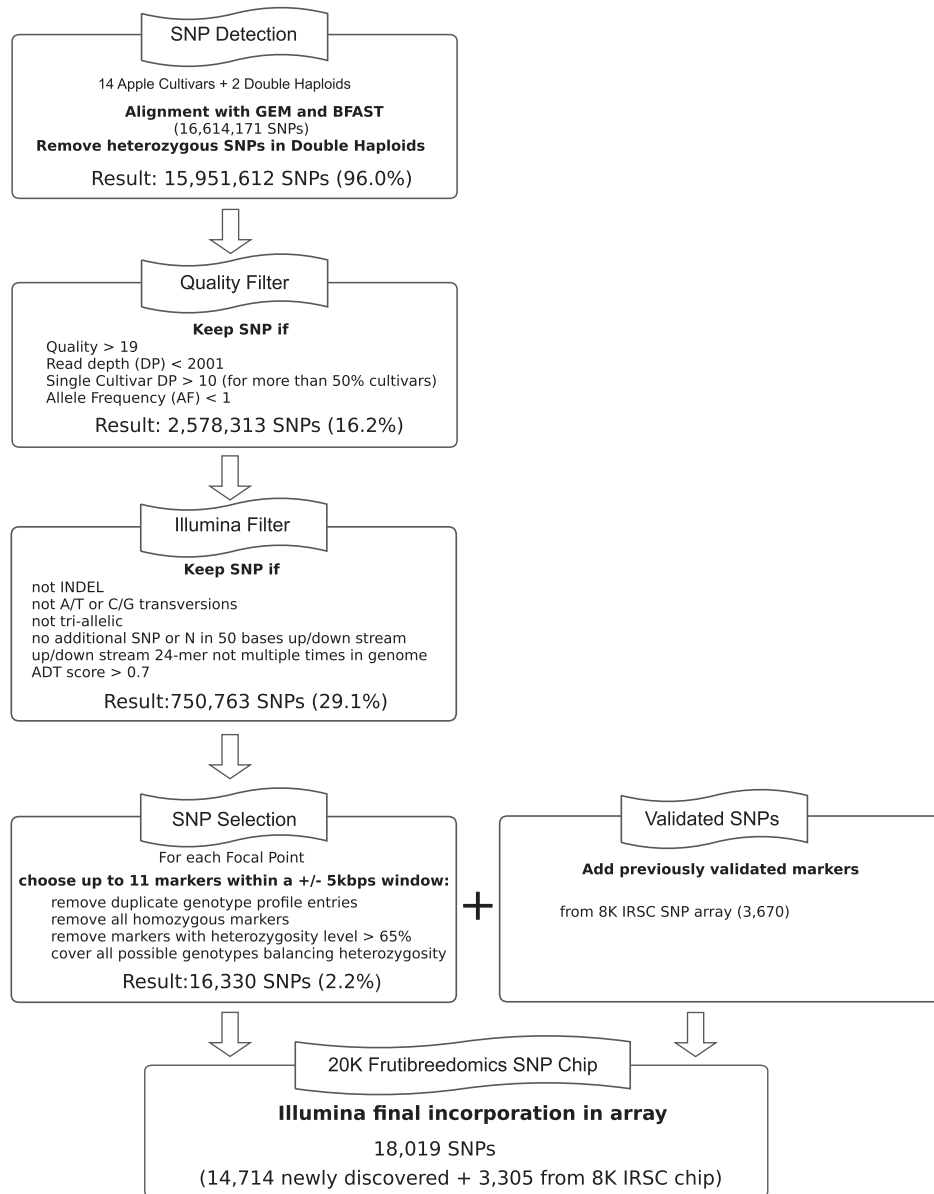 SNP Detection
14 Apple Cultivars + 2 Double Haploids
Alignment with GEM and BFAST
(16,614,171 SNPs)
Remove heterozygous SNPs in Double Haploids
Result: 15,951,612 SNPs (96.0%)
Quality Filter
Keep SNP if
Quality > 19
Read depth (DP) < 2001
Single Cultivar DP > 10 (for more than 50% cultivars)
Allele Frequency (AF) < 1
Result: 2,578,313 SNPs (16.2%)
Illumina Filter
Keep SNP if
not INDEL
not A/T or C/G transversions
not tri-allelic
no additional SNP or N in 50 bases up/down stream
up/down stream 24-mer not multiple times in genome
ADT score > 0.7
Result:750,763 SNPs (29.1%)
SNP Selection
For each Focal Point
choose up to 11 markers within a +/- 5kbps window:
remove duplicate genotype profile entries
remove all homozygous markers
remove markers with heterozygosity level > 65%
cover all possible genotypes balancing heterozygosity
Result:16,330 SNPs (2.2%)
+
Validated SNPs
Add previously validated markers
from 8K IRSC SNP array (3,670)
20K Frutibreedomics SNP Chip
Illumina final incorporation in array
18,019 SNPs
(14,714 newly discovered + 3,305 from 8K IRSC chip)